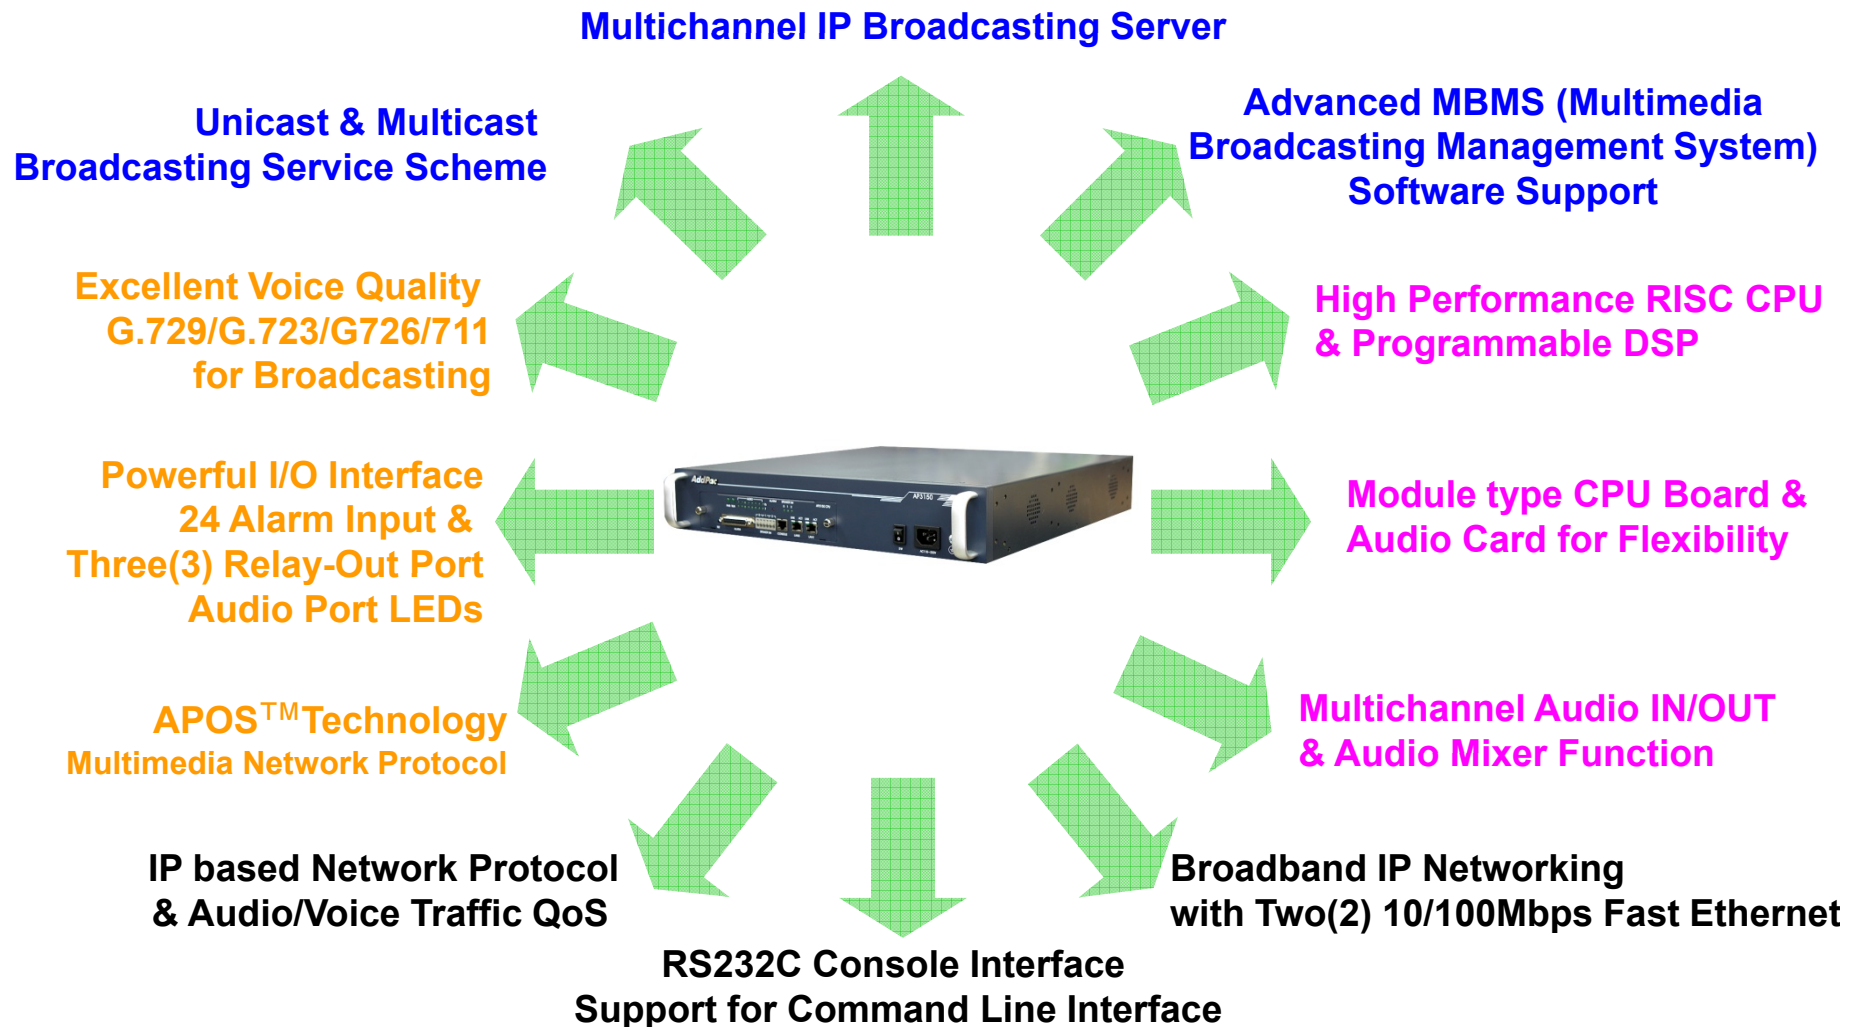 Multichannel IP Broadcasting Server
Unicast & Multicast
Broadcasting Service Scheme
Advanced MBMS (Multimedia
Broadcasting Management System)
Software Support
Excellent Voice Quality
G.729/G.723/G726/711
for Broadcasting
High Performance RISC CPU
& Programmable DSP
Powerful I/O Interface
24 Alarm Input &
Three(3) Relay-Out Port
Audio Port LEDs
AddPac
AP3150
Module type CPU Board &
Audio Card for Flexibility
APOS™Technology
Multimedia Network Protocol
Multichannel Audio IN/OUT
& Audio Mixer Function
IP based Network Protocol
& Audio/Voice Traffic QoS
Broadband IP Networking
with Two(2) 10/100Mbps Fast Ethernet
RS232C Console Interface
Support for Command Line Interface